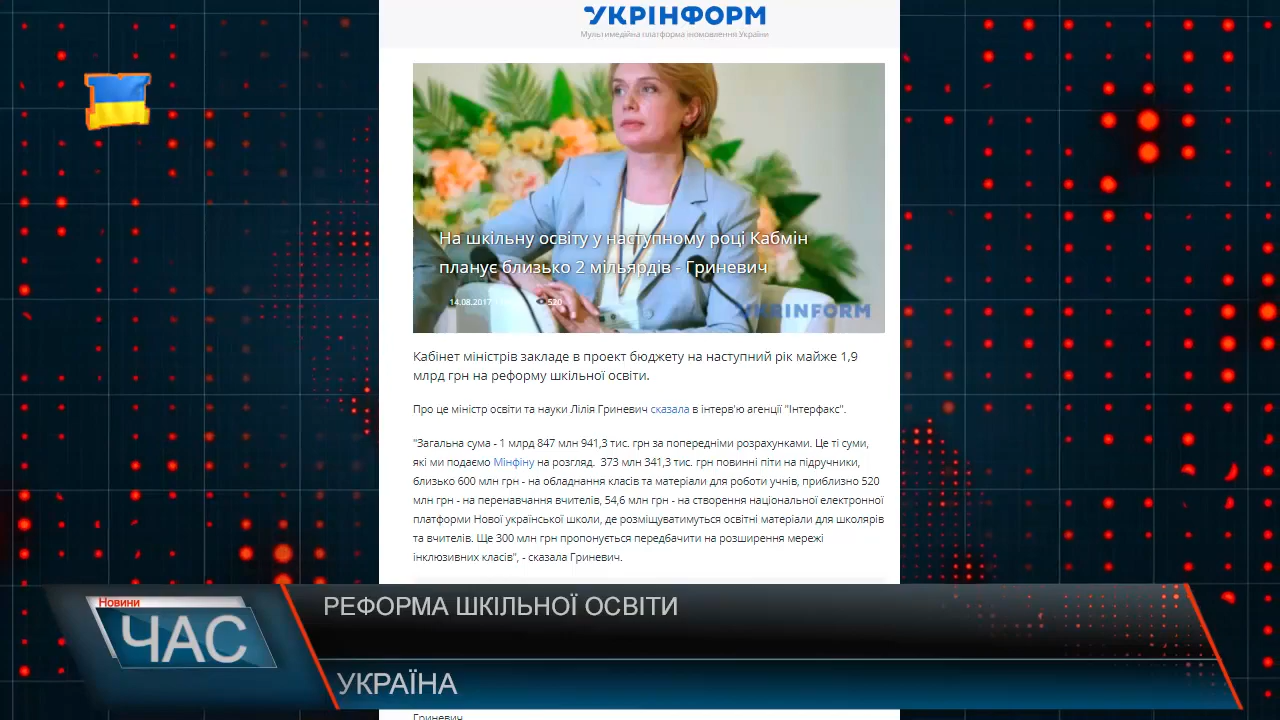 УКРІНФОРМ
Мультимедійна платформа іномовлення України
На шкільну освіту у наступному році Кабмін
планує близько 2 мільярдів - Гриневич
14.08.2017
520
UKRINFORM
Кабінет міністрів закладе в проект бюджету на наступний рік майже 1,9
млрд грн на реформу шкільної освіти.
Про це міністр освіти та науки Лілія Гриневич сказала в інтерв'ю агенції "Інтерфакс".
"Загальна сума - 1 млрд 847 млн 941,3 тис. грн за попередніми розрахунками. Це ті суми,
які ми подаємо Мінфіну на розгляд. 373 млн 341,3 тис. грн повинні піти на підручники,
близько 600 млн грн - на обладнання класів та матеріали для роботи учнів, приблизно 520
млн грн - на перенавчання вчителів, 54,6 млн грн - на створення національної електронної
платформи Нової української школи, де розміщуватимуться освітні матеріали для школярів
та вчителів. Ще 300 млн грн пропонується передбачити на розширення мережі
інклюзивних класів", - сказала Гриневич.
Новини
ЧАС
РЕФОРМА ШКІЛЬНОЇ ОСВІТИ
УКРАЇНА
Гриневич